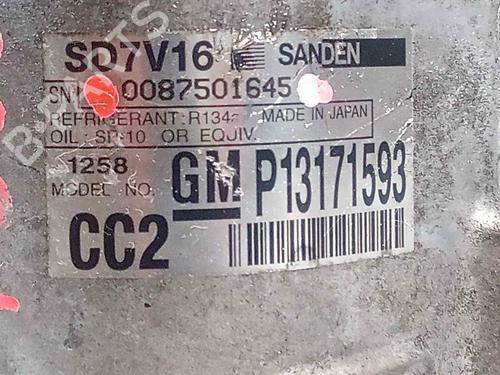 SD7V16 SANDEN
SN 0087501645
REFRIGERANT: R134a MADE IN JAPAN
OIL: SP-10 OR EQUIV.
1258
MODEL NO.
GM P13171593
CC2